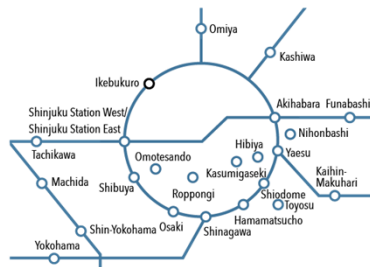 Omiya
Kashiwa
Ikebukuro
Shinjuku Station West/
Shinjuku Station East
Akihabara
Funabashi
Nihonbashi
Tachikawa
Omotesando
Hibiya
Yaesu
Kasumigaseki
Machida
Shibuya
Roppongi
Shiodome
Kaihin-
Makuhari
Toyosu
Shin-Yokohama
Osaki
Hamamatsucho
Shinagawa
Yokohama